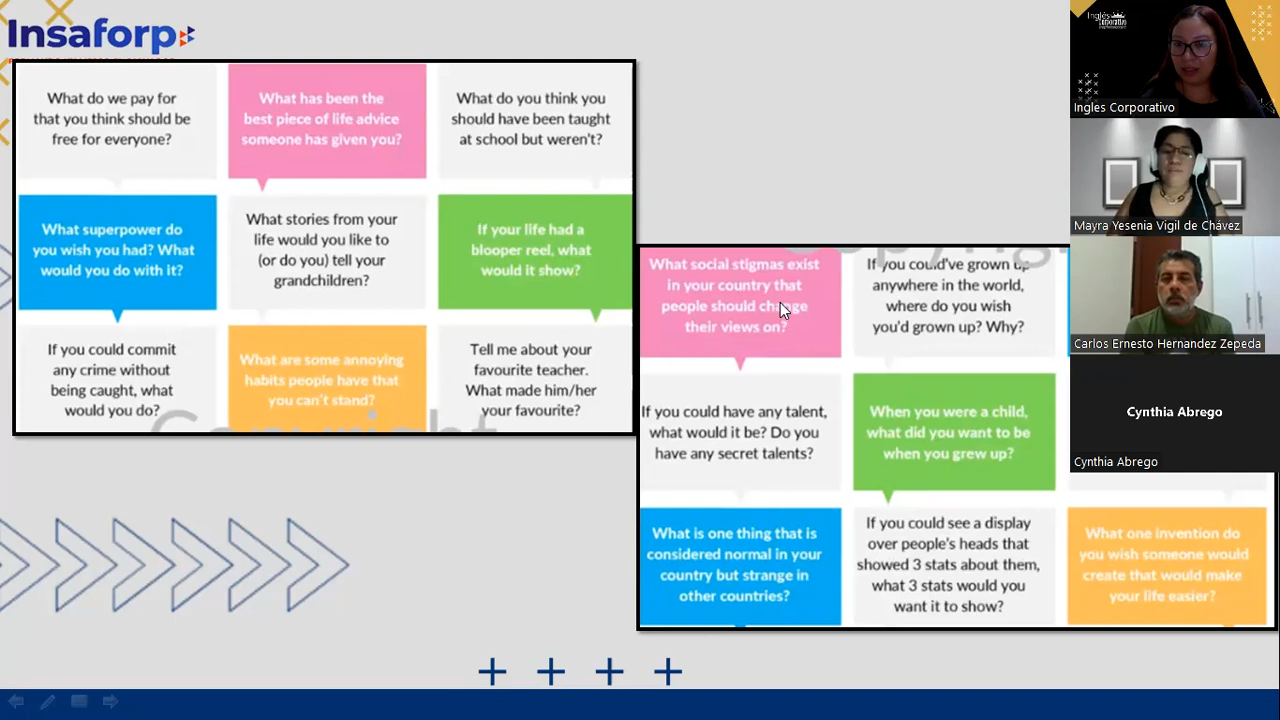 Insaforp
What do we pay for
that you think should be
free for everyone?
What has been the
best piece of life advice
someone has given you?
What do you think you
should have been taught
at school but weren't?
What superpower do
you wish you had? What
would you do with it?
What stories from your
life would you like to
(or do you) tell your
grandchildren?
If your life had a
blooper reel, what
would it show?
If you could commit
any crime without
being caught, what
would you do?
What are some annoying
habits people have that
you can't stand?
Tell me about your
favourite teacher.
What made him/her
your favourite?
What social stigmas exist
in your country that
people should change
their views on?
If you could've grown up
anywhere in the world,
where do you wish
you'd grown up? Why?
If you could have any talent,
what would it be? Do you
have any secret talents?
When you were a child,
what did you want to be
when you grew up?
What is one thing that is
considered normal in your
country but strange in
other countries?
If you could see a display
over people's heads that
showed 3 stats about them,
what 3 stats would you
want it to show?
What one invention do
you wish someone would
create that would make
your life easier?
Inglés
Corporativo
Ingles Corporativo
Mayra Yesenia Vigil de Chávez
Carlos Ernesto Hernandez Zepeda
Cynthia Abrego
Cynthia Abrego